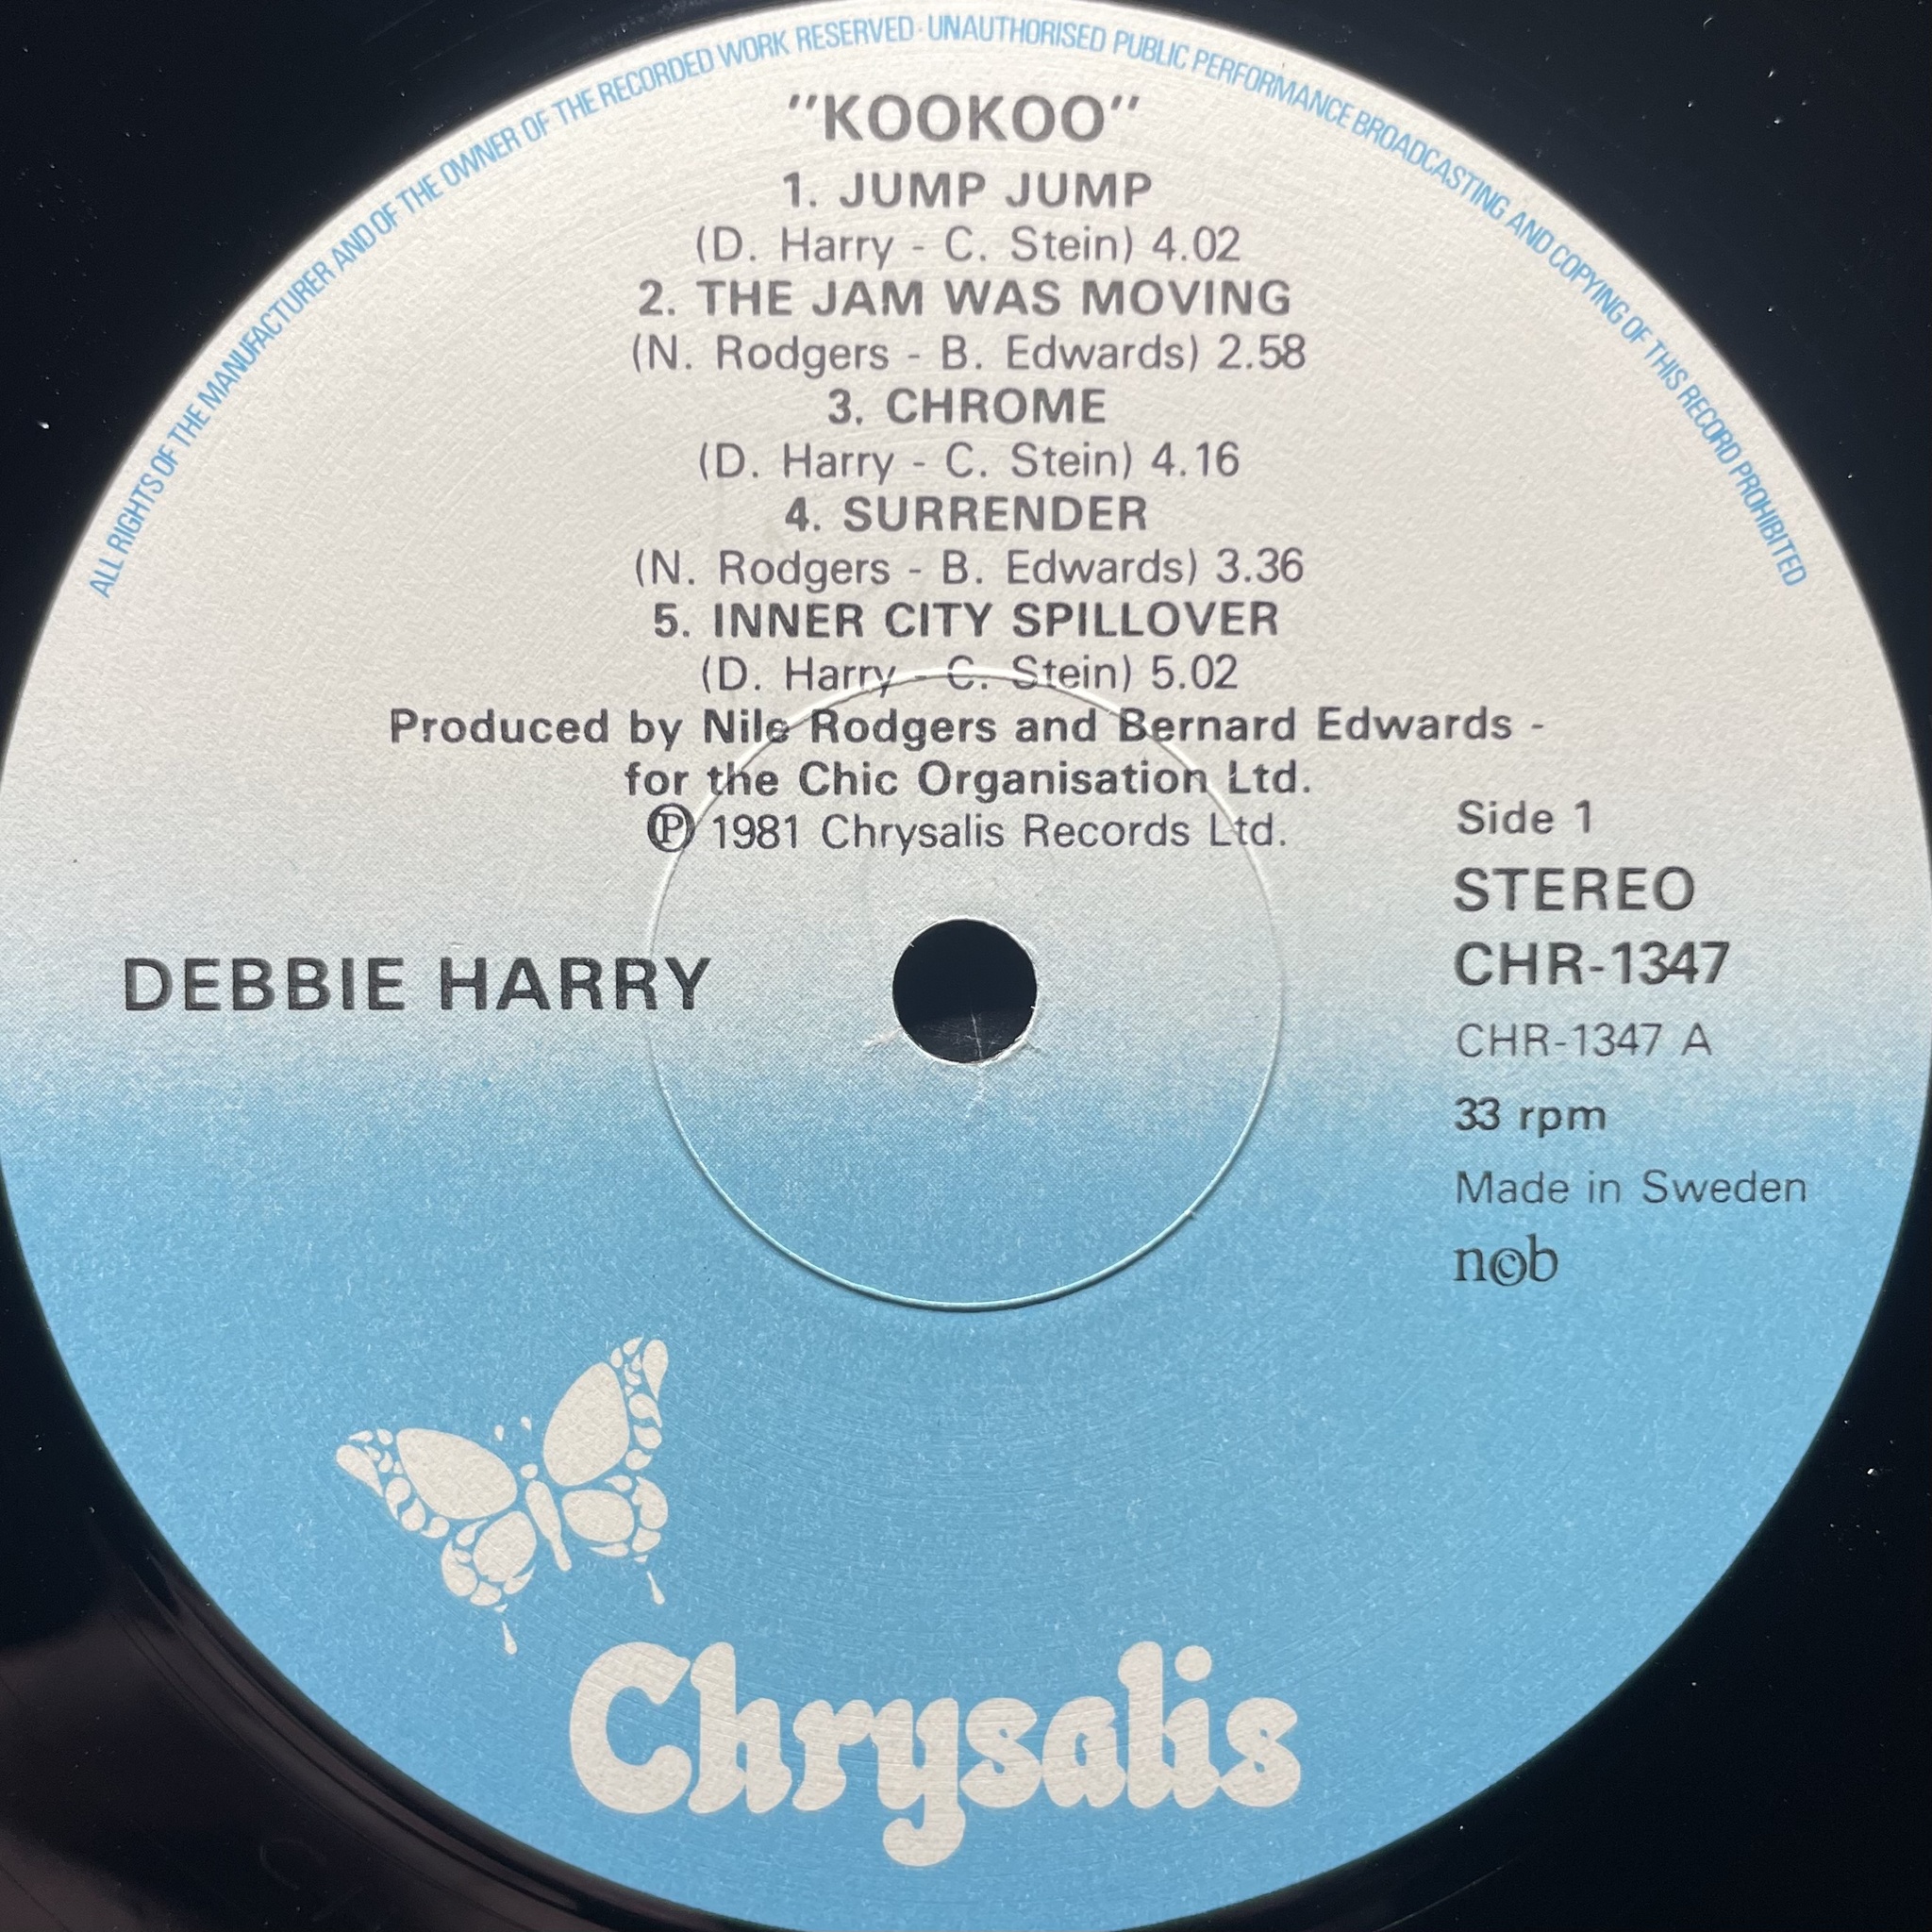 ALL RIGHTS OF THE MANUFACTURER AND OF THE OWNER OF THE RECORDED WORK RESERVED · UNAUTHORISED PUBLIC PERFORMANCE BROADCASTING AND COPYING OF THIS RECORD PROHIBITED
"KOOKOO"
1. JUMP JUMP
(D. Harry - C. Stein) 4.02
2. THE JAM WAS MOVING
(N. Rodgers - B. Edwards) 2.58
3. CHROME
(D. Harry - C. Stein) 4.16
4. SURRENDER
(N. Rodgers - B. Edwards) 3.36
5. INNER CITY SPILLOVER
(D. Harry - C. Stein) 5.02
Produced by Nile Rodgers and Bernard Edwards -
for the Chic Organisation Ltd.
℗ 1981 Chrysalis Records Ltd.
DEBBIE HARRY
Side 1
STEREO
CHR-1347
CHR-1347 A
33 rpm
Made in Sweden
n©b
Chrysalis